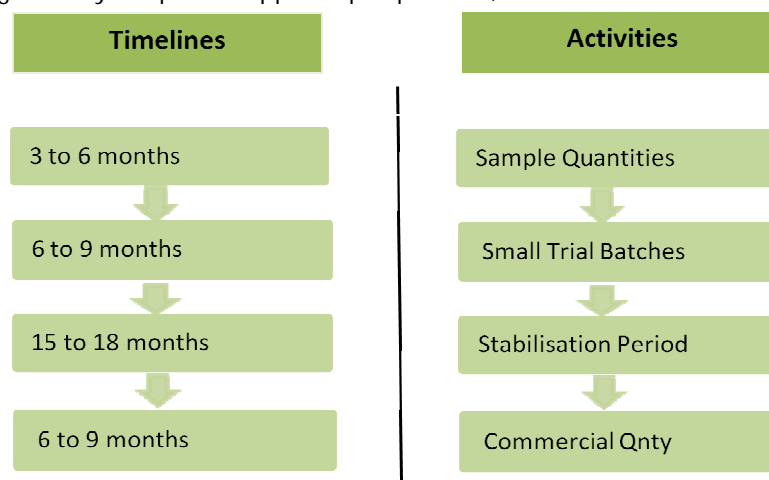 Timelines
Activities
3 to 6 months
Sample Quantities
6 to 9 months
Small Trial Batches
15 to 18 months
Stabilisation Period
6 to 9 months
Commercial Qnty